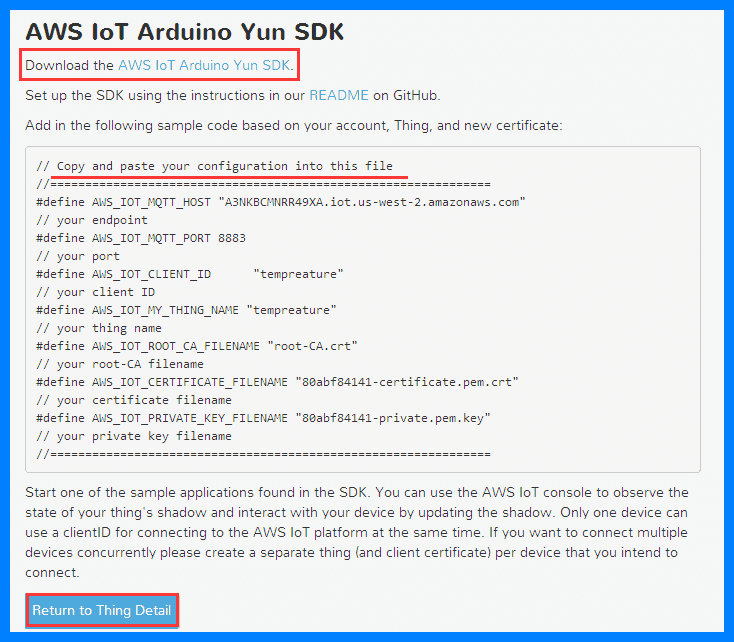 AWS IoT Arduino Yun SDK
Download the AWS IoT Arduino Yun SDK.
Set up the SDK using the instructions in our README on GitHub.
Add in the following sample code based on your account, Thing, and new certificate:
// Copy and paste your configuration into this file
//===============================================================
#define AWS_IOT_MQTT_HOST "A3NKBCMNRR49XA.iot.us-west-2.amazonaws.com"
// your endpoint
#define AWS_IOT_MQTT_PORT 8883
// your port
#define AWS_IOT_CLIENT_ID      "tempreature"
// your client ID
#define AWS_IOT_MY_THING_NAME "tempreature"
// your thing name
#define AWS_IOT_ROOT_CA_FILENAME "root-CA.crt"
// your root-CA filename
#define AWS_IOT_CERTIFICATE_FILENAME "80abf84141-certificate.pem.crt"
// your certificate filename
#define AWS_IOT_PRIVATE_KEY_FILENAME "80abf84141-private.pem.key"
// your private key filename
//===============================================================
Start one of the sample applications found in the SDK. You can use the AWS IoT console to observe the
state of your thing's shadow and interact with your device by updating the shadow. Only one device can
use a clientID for connecting to the AWS IoT platform at the same time. If you want to connect multiple
devices concurrently please create a separate thing (and client certificate) per device that you intend to
connect.
Return to Thing Detail